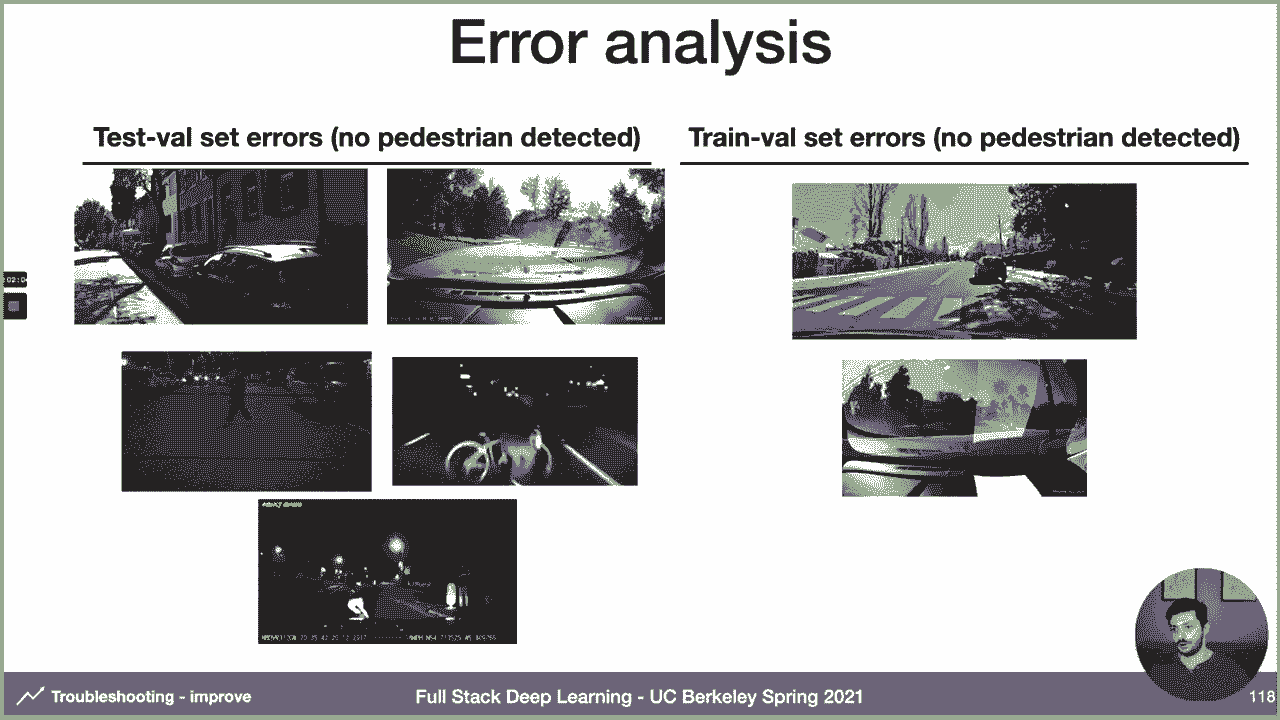 Error analysis
Test-val set errors (no pedestrian detected)
Train-val set errors (no pedestrian detected)
Troubleshooting - improve
Full Stack Deep Learning - UC Berkeley Spring 2021
118